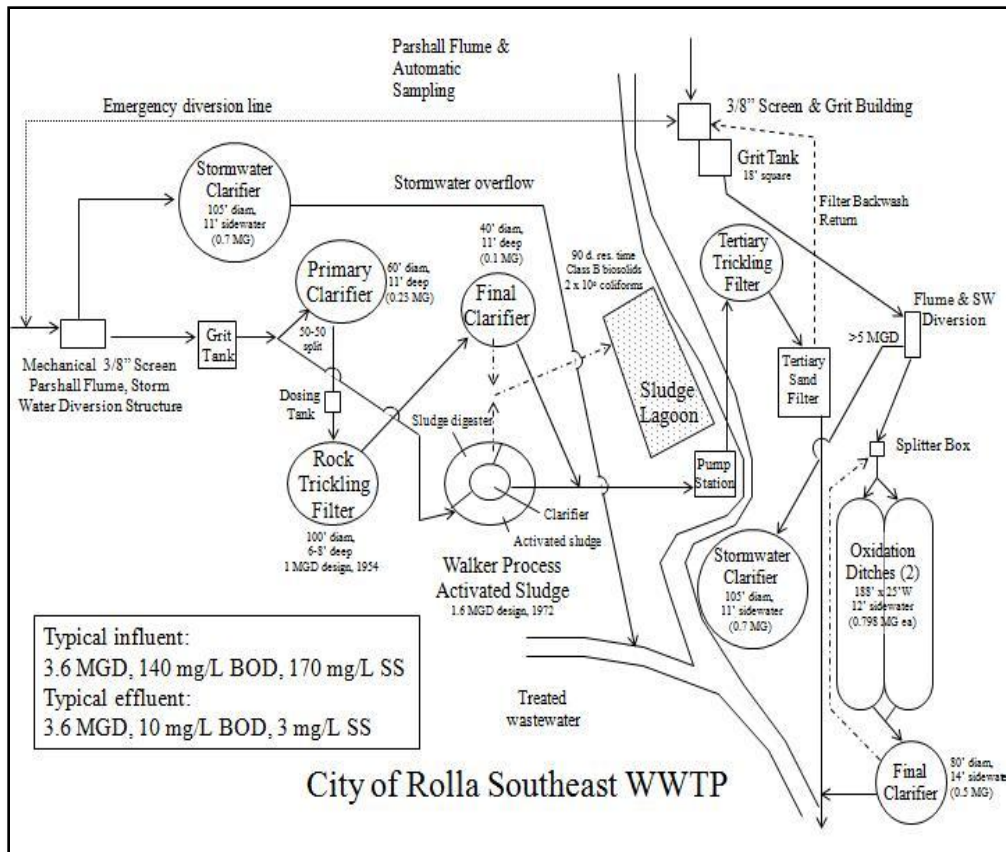 Parshall Flume &
Automatic
Sampling
Emergency diversion line
3/8” Screen & Grit Building
Grit Tank
18' square
Stormwater
Clarifier
105' diam,
11' sidewater
(0.7 MG)
Stormwater overflow
Filter Backwash
Return
Primary
Clarifier
60' diam,
11' deep
(0.23 MG)
40' diam,
11' deep
(0.1 MG)
Final
Clarifier
90 d. res. time
Class B biosolids
Tertiary
Trickling
Filter
Flume & SW
Diversion
>5 MGD
Grit
Tank
50-50
split
Mechanical 3/8” Screen
Parshall Flume, Storm
Water Diversion Structure
Dosing
Tank
Sludge
Lagoon
Tertiary
Sand
Filter
Sludge digester
Rock
Trickling
Filter
100' diam,
6-8' deep
1 MGD design, 1954
Pump
Station
Splitter Box
Clarifier
Activated sludge
Walker Process
Activated Sludge
1.6 MGD design, 1972
Stormwater
Clarifier
105' diam,
11' sidewater
(0.7 MG)
Oxidation
Ditches (2)
188' x 25'W
12' sidewater
(0.798 MG ea)
Typical influent:
3.6 MGD, 140 mg/L BOD, 170 mg/L SS
Typical effluent:
3.6 MGD, 10 mg/L BOD, 3 mg/L SS
Treated
wastewater
City of Rolla Southeast WWTP
Final
Clarifier
80' diam,
14' sidewate
(0.5 MG)